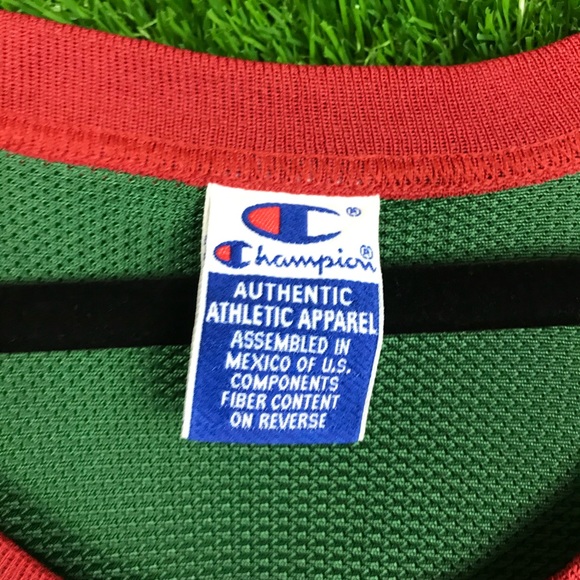 ®
Champion®
AUTHENTIC
ATHLETIC APPAREL
ASSEMBLED IN
MEXICO OF U.S.
COMPONENTS
FIBER CONTENT
ON REVERSE